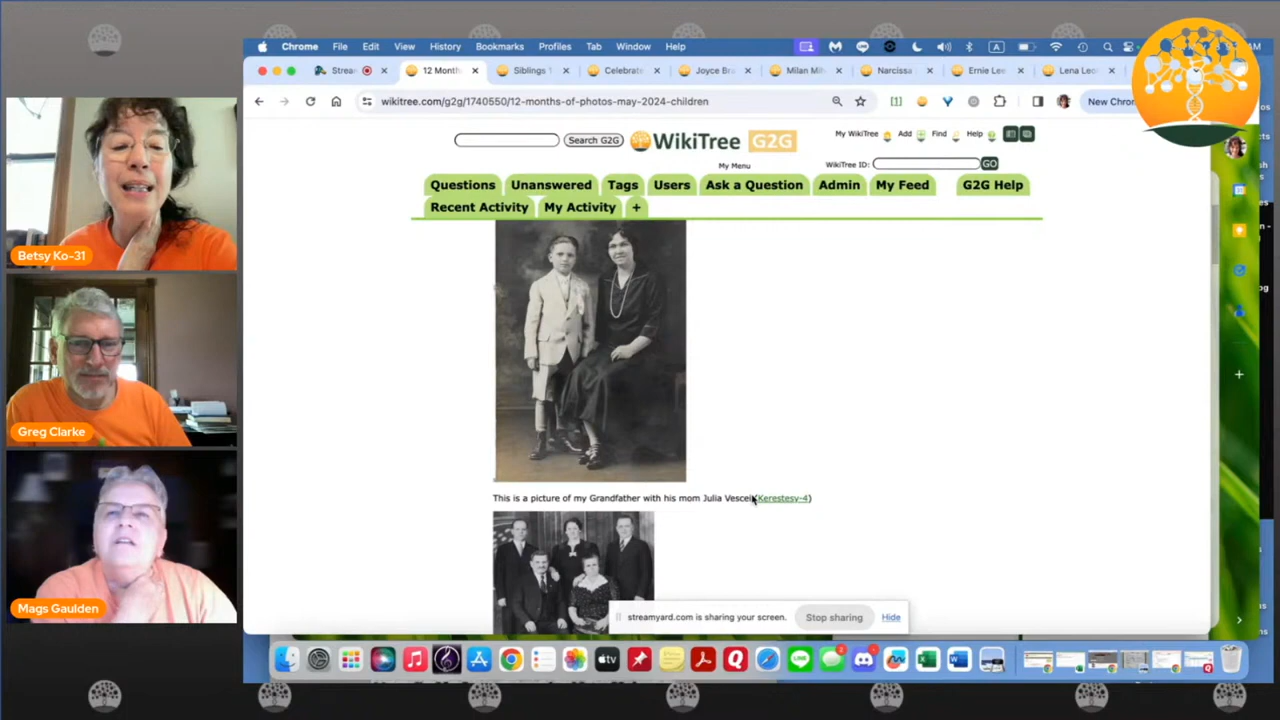 Chrome File Edit View History Bookmarks Profiles Tab Window Help
12 Month
Siblings
Celebrate
Joyce Bra
Milan Mi
Narcissa
Ernie Lee
Lena Leo
wikitree.com/g2g/1740550/12-months-of-photos-may-2024-children
New Chro
Search G2G
WikiTree G2G
My WikiTree Add Find Help
My Menu
WikiTree ID:
GO
Questions Unanswered Tags Users Ask a Question Admin My Feed G2G Help
Recent Activity My Activity +
Betsy Ko-31
Greg Clarke
Mags Gaulden
This is a picture of my Grandfather with his mom Julia Vescei (Kerestesy-4)
streamyard.com is sharing your screen.
Stop sharing
Hide